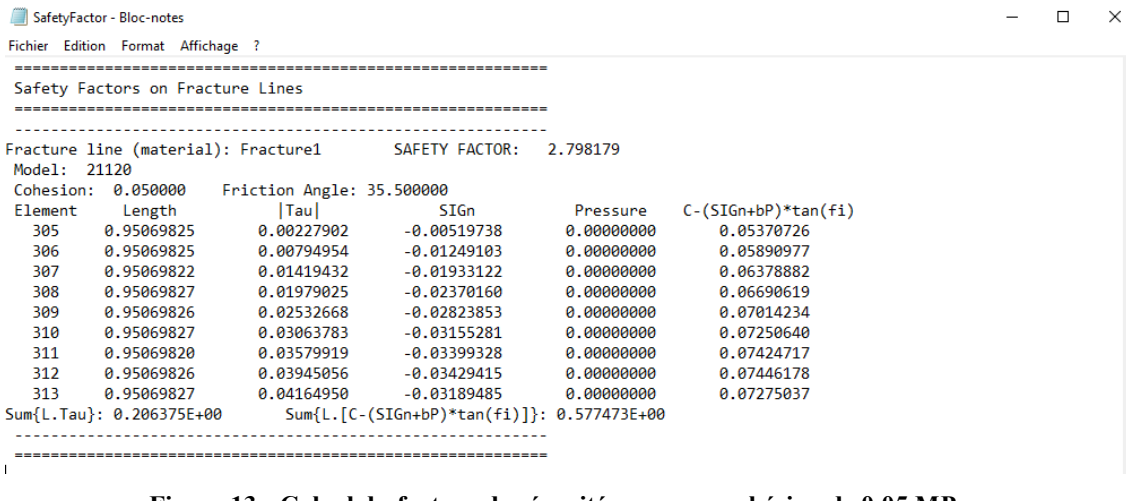 SafetyFactor - Bloc-notes
Fichier Edition Format Affichage ?
===========================================================
Safety Factors on Fracture Lines
===========================================================
-----------------------------------------------------------
Fracture line (material): Fracture1 SAFETY FACTOR: 2.798179
Model: 21120
Cohesion: 0.050000 Friction Angle: 35.500000
Element Length |Tau| SIGn Pressure C-(SIGn+bP)*tan(fi)
305 0.95069825 0.00227902 -0.00519738 0.00000000 0.05370726
306 0.95069825 0.00794954 -0.01249103 0.00000000 0.05890977
307 0.95069822 0.01419432 -0.01933122 0.00000000 0.06378882
308 0.95069827 0.01979025 -0.02370160 0.00000000 0.06690619
309 0.95069826 0.02532668 -0.02823853 0.00000000 0.07014234
310 0.95069827 0.03063783 -0.03155281 0.00000000 0.07250640
311 0.95069820 0.03579919 -0.03399328 0.00000000 0.07424717
312 0.95069826 0.03945056 -0.03429415 0.00000000 0.07446178
313 0.95069827 0.04164950 -0.03189485 0.00000000 0.07275037
Sum{L.Tau}: 0.206375E+00 Sum{L.[C-(SIGn+bP)*tan(fi)]}: 0.577473E+00
-----------------------------------------------------------
===========================================================